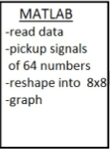 MATLAB
-read data
-pickup signals
of 64 numbers
-reshape into 8x8
-graph